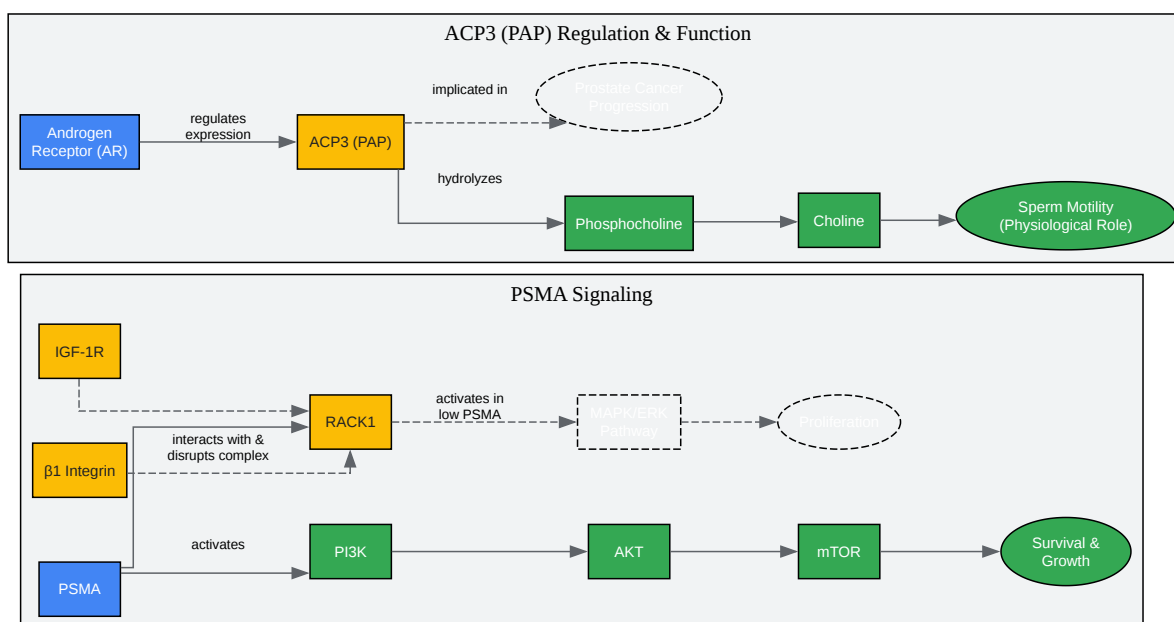 ACP3 (PAP) Regulation & Function
implicated in
Prostate Cancer
Progression
regulates
expression
Androgen
Receptor (AR)
ACP3 (PAP)
hydrolyzes
Phosphocholine
Choline
Sperm Motility
(Physiological Role)
PSMA Signaling
IGF-1R
RACK1
activates in
low PSMA
MAPK/ERK
Pathway
Proliferation
interacts with &
disrupts complex
β1 Integrin
activates
PI3K
AKT
mTOR
Survival &
Growth
PSMA